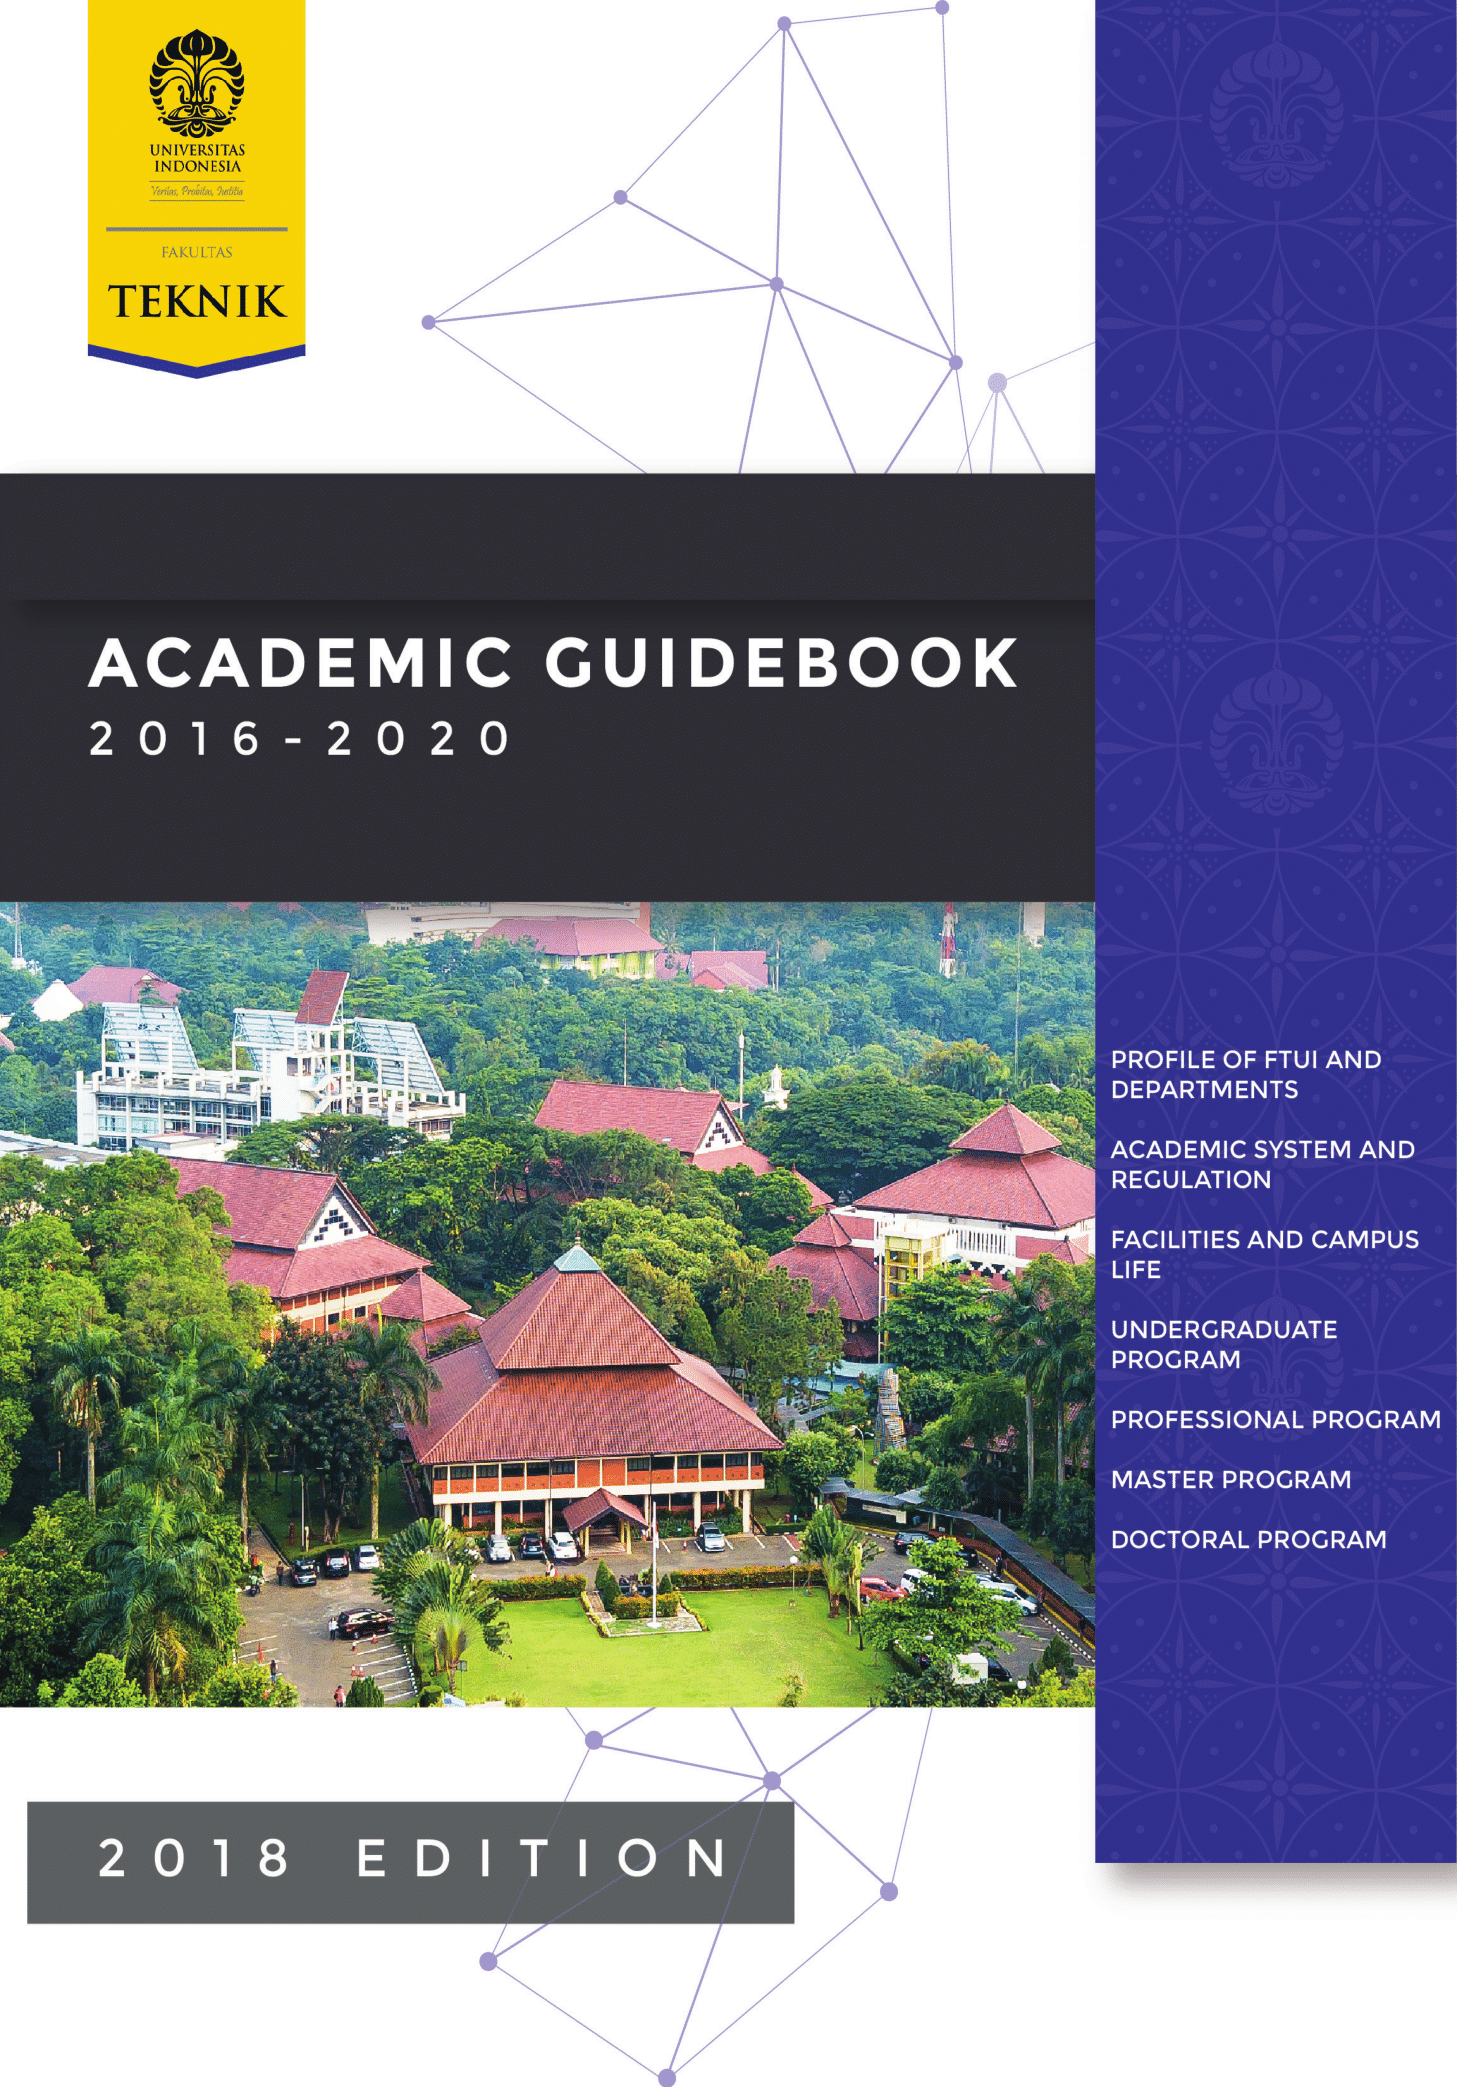 UNIVERSITAS
INDONESIA
Veritas, Probitas, Justitia
FAKULTAS
TEKNIK
ACADEMIC GUIDEBOOK
2016-2020
PROFILE OF FTUI AND
DEPARTMENTS
ACADEMIC SYSTEM AND
REGULATION
FACILITIES AND CAMPUS
LIFE
UNDERGRADUATE
PROGRAM
PROFESSIONAL PROGRAM
MASTER PROGRAM
DOCTORAL PROGRAM
2018 EDITION